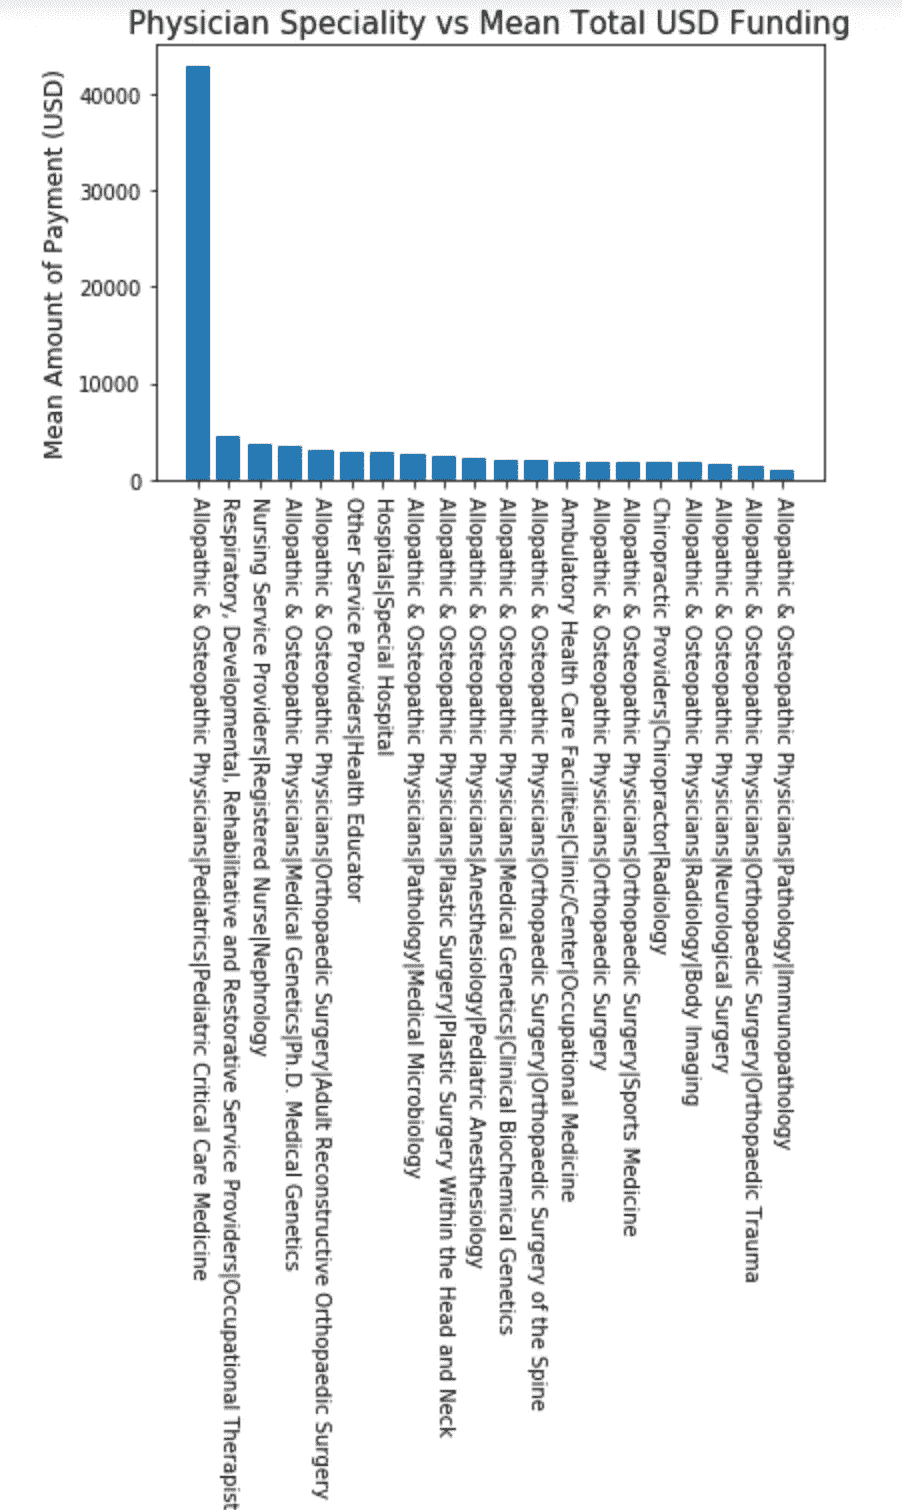 Physician Speciality vs Mean Total USD Funding
Mean Amount of Payment (USD)
40000
30000
20000
10000
0
Allopathic & Osteopathic Physicians|Pediatrics|Pediatric Critical Care Medicine
Respiratory, Developmental, Rehabilitative and Restorative Service Providers|Occupational Therapist
Nursing Service Providers|Registered Nurse|Nephrology
Allopathic & Osteopathic Physicians|Medical Genetics|Ph.D. Medical Genetics
Allopathic & Osteopathic Physicians|Orthopaedic Surgery|Adult Reconstructive Orthopaedic Surgery
Other Service Providers|Health Educator
Hospitals|Special Hospital
Allopathic & Osteopathic Physicians|Pathology|Medical Microbiology
Allopathic & Osteopathic Physicians|Plastic Surgery|Plastic Surgery Within the Head and Neck
Allopathic & Osteopathic Physicians|Anesthesiology|Pediatric Anesthesiology
Allopathic & Osteopathic Physicians|Medical Genetics|Clinical Biochemical Genetics
Allopathic & Osteopathic Physicians|Orthopaedic Surgery|Orthopaedic Surgery of the Spine
Ambulatory Health Care Facilities|Clinic/Center|Occupational Medicine
Allopathic & Osteopathic Physicians|Orthopaedic Surgery
Allopathic & Osteopathic Physicians|Orthopaedic Surgery|Sports Medicine
Chiropractic Providers|Chiropractor|Radiology
Allopathic & Osteopathic Physicians|Radiology|Body Imaging
Allopathic & Osteopathic Physicians|Neurological Surgery
Allopathic & Osteopathic Physicians|Orthopaedic Surgery|Orthopaedic Trauma
Allopathic & Osteopathic Physicians|Pathology|Immunopathology